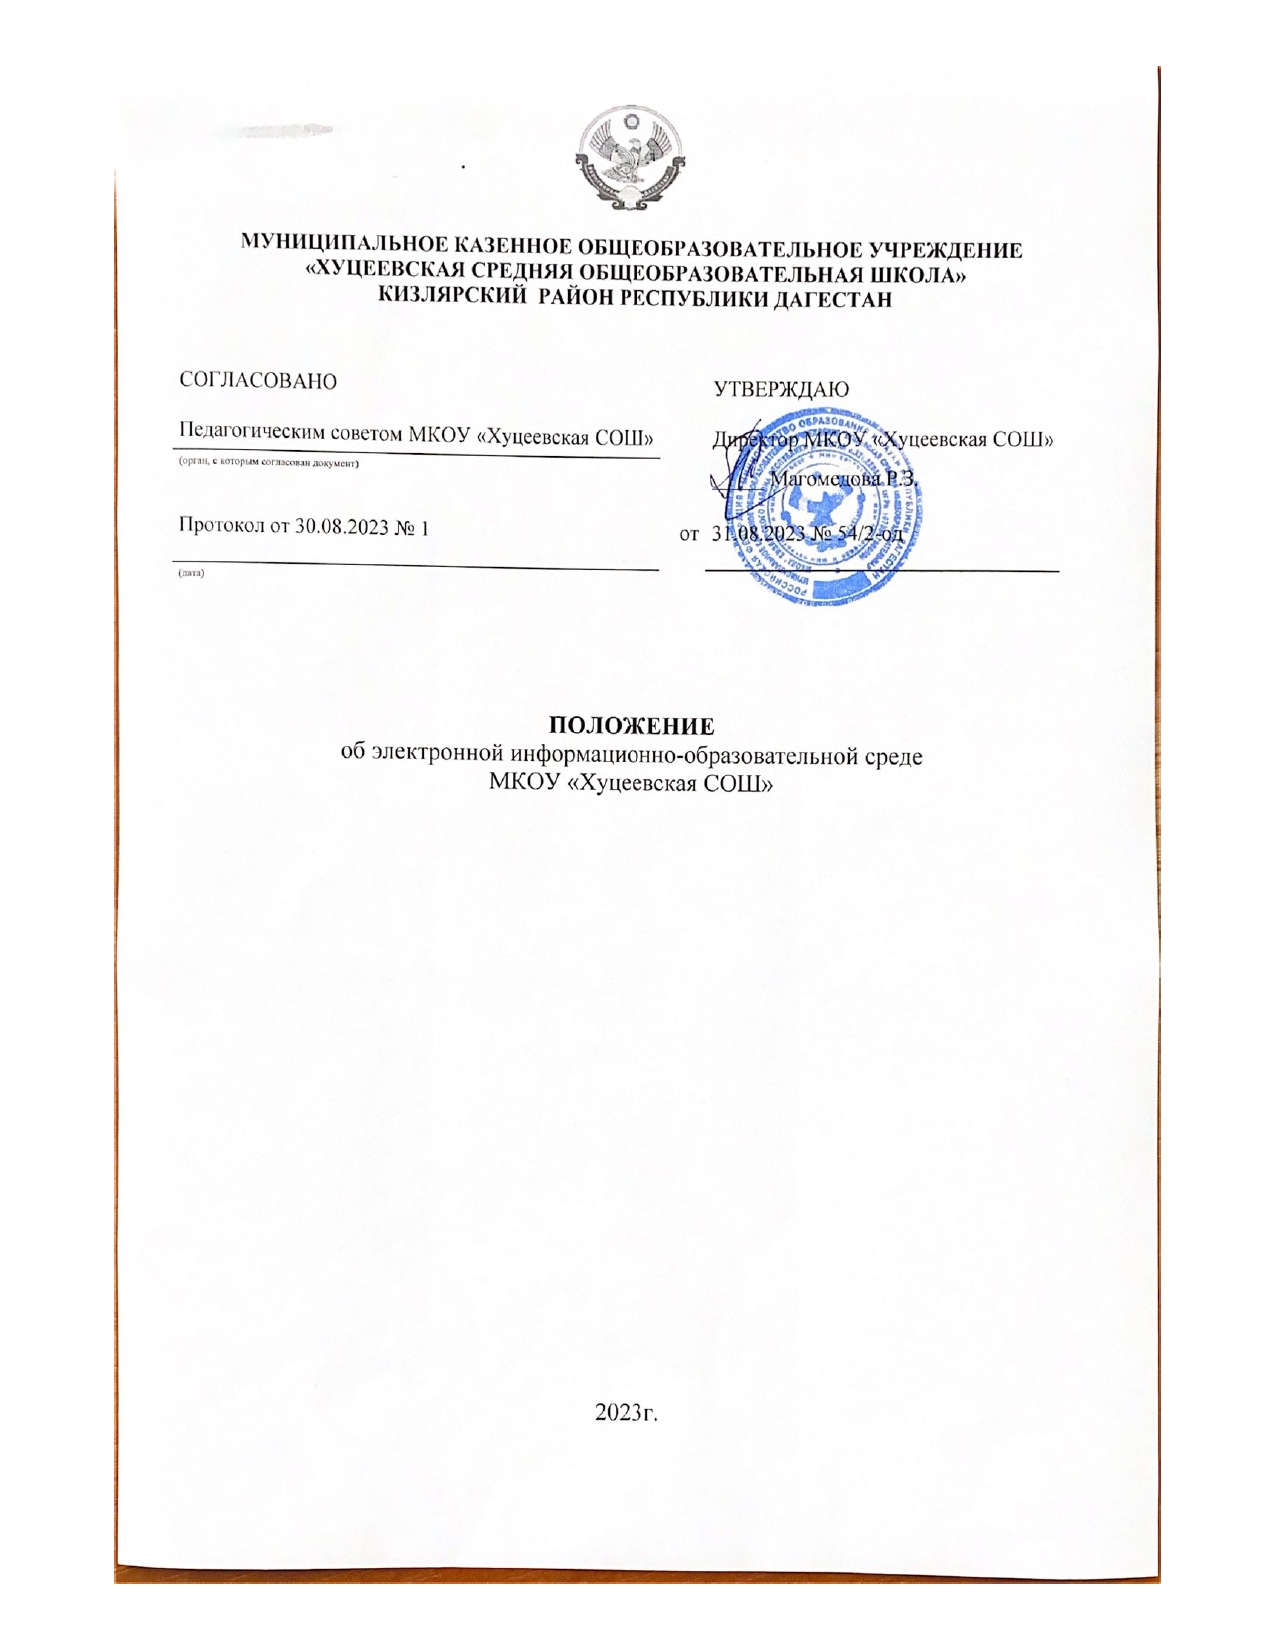 МУНИЦИПАЛЬНОЕ КАЗЕННОЕ ОБЩЕОБРАЗОВАТЕЛЬНОЕ УЧРЕЖДЕНИЕ
«ХУЦЕЕВСКАЯ СРЕДНЯЯ ОБЩЕОБРАЗОВАТЕЛЬНАЯ ШКОЛА»
КИЗЛЯРСКИЙ РАЙОН РЕСПУБЛИКИ ДАГЕСТАН
СОГЛАСОВАНО
Педагогическим советом МКОУ «Хуцеевская СОШ»
(орган, с которым согласован документ)
Протокол от 30.08.2023 № 1
(дата)
УТВЕРЖДАЮ
Директор МКОУ «Хуцеевская СОШ»
Магомедова Р.З.
от 31.08.2023 № 54/2-од
ПОЛОЖЕНИЕ
об электронной информационно-образовательной среде
МКОУ «Хуцеевская СОШ»
2023г.